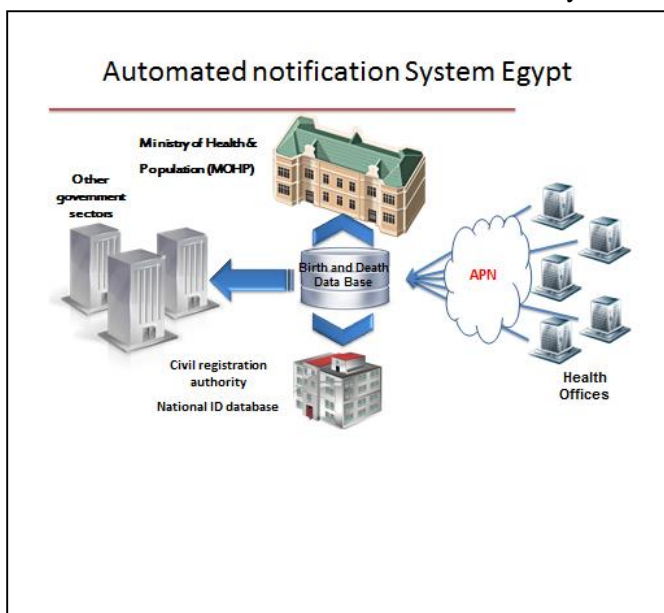 Automated notification System Egypt
Ministry of Health &
Population (MOHP)
Other
government
sectors
Birth and Death
Data Base
APN
Civil registration
authority
National ID database
Health
Offices